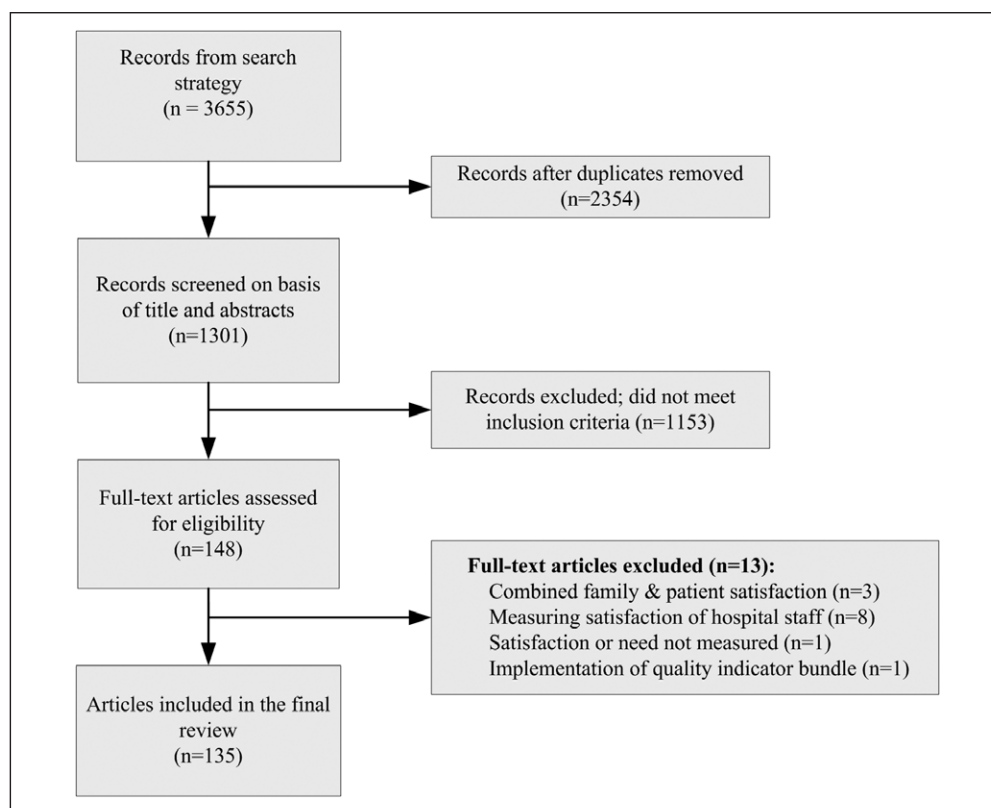 Records from search
strategy
(n = 3655)
Records after duplicates removed
(n=2354)
Records screened on basis
of title and abstracts
(n=1301)
Records excluded; did not meet
inclusion criteria (n=1153)
Full-text articles assessed
for eligibility
(n=148)
Full-text articles excluded (n=13):
Combined family & patient satisfaction (n=3)
Measuring satisfaction of hospital staff (n=8)
Satisfaction or need not measured (n=1)
Implementation of quality indicator bundle (n=1)
Articles included in the final
review
(n=135)